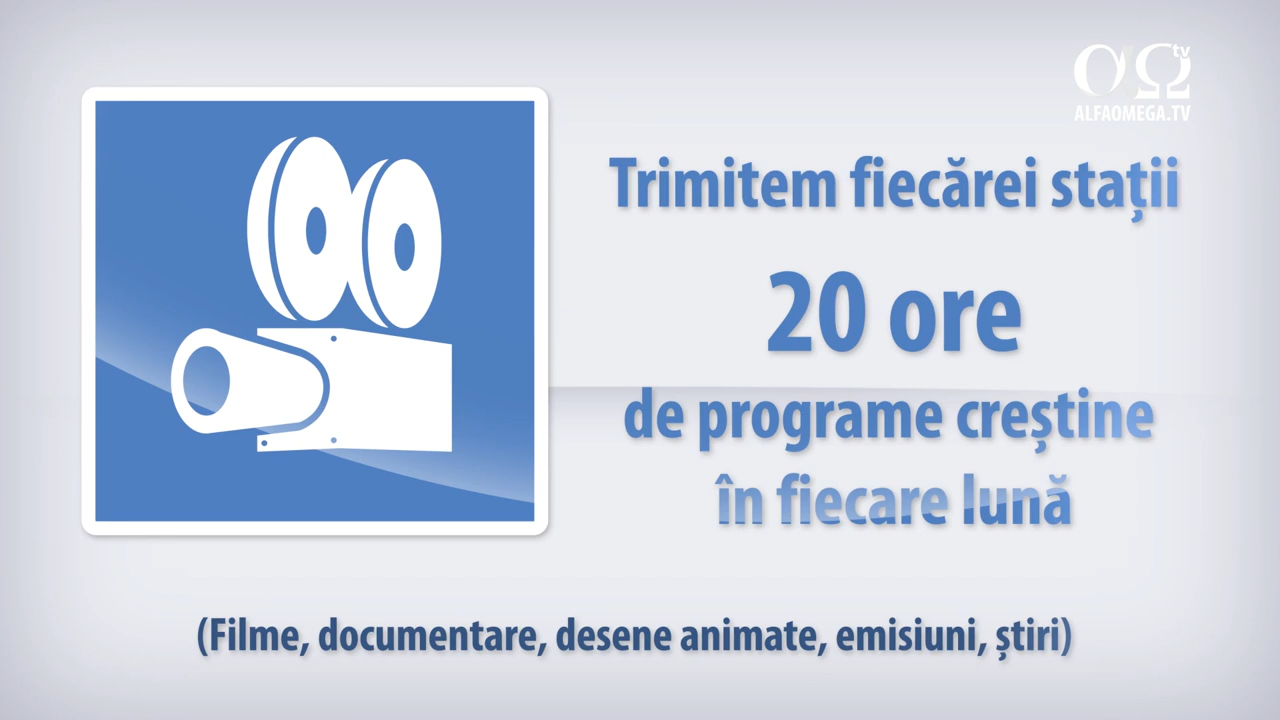 tv
ΑΩ
ALFAOMEGA.TV
Trimitem fiecărei stații
20 ore
de programe creștine
în fiecare lună
(Filme, documentare, desene animate, emisiuni, știri)